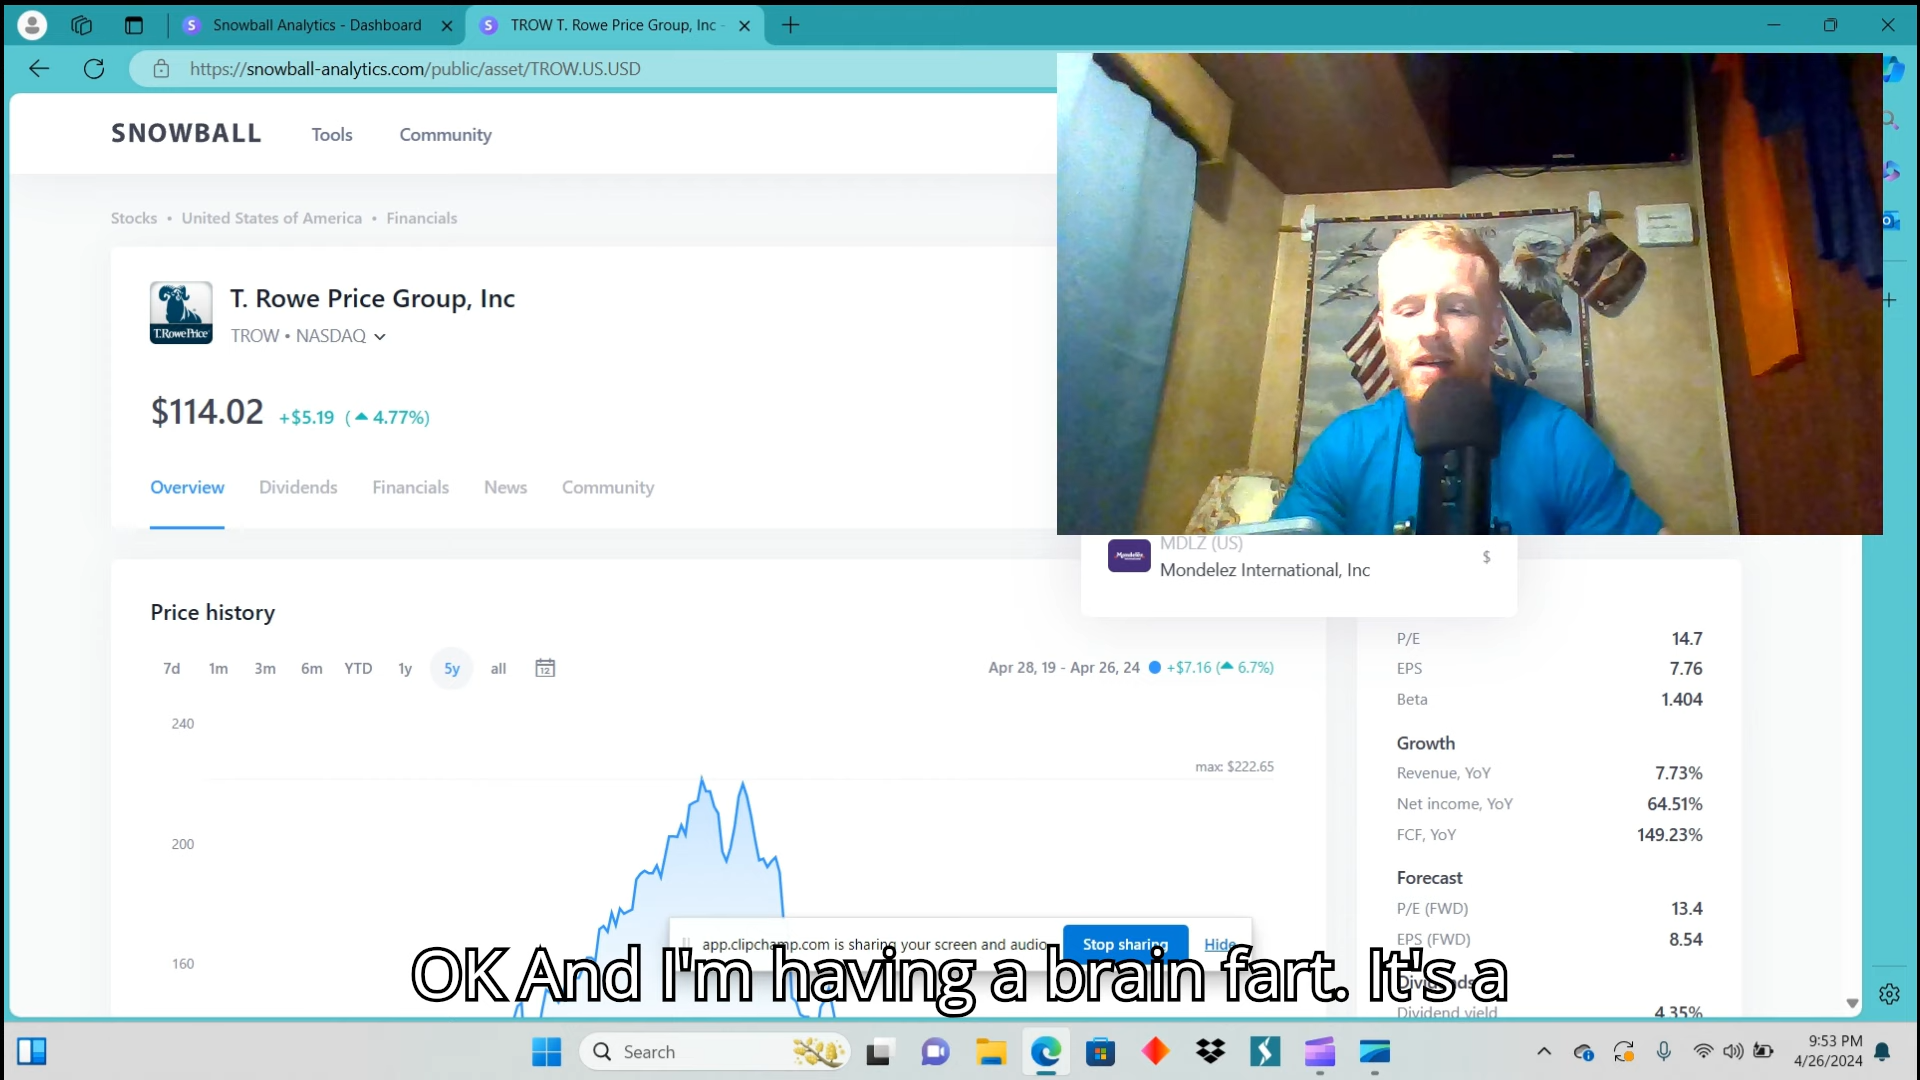 Snowball Analytics - Dashboard
TROW T. Rowe Price Group, Inc -
https://snowball-analytics.com/public/asset/TROW.US.USD
SNOWBALL
Tools
Community
Stocks • United States of America • Financials
T.RowePrice
T. Rowe Price Group, Inc
TROW • NASDAQ
$114.02 +$5.19 (▲ 4.77%)
Overview
Dividends
Financials
News
Community
MDLZ (US)
Mondelez International, Inc
$
Price history
7d 1m 3m 6m YTD 1y 5y all
12
Apr 28, 19 - Apr 26, 24 +$7.16 (▲ 6.7%)
240
max: $222.65
200
160
P/E 14.7
EPS 7.76
Beta 1.404
Growth
Revenue, YoY 7.73%
Net income, YoY 64.51%
FCF, YoY 149.23%
Forecast
P/E (FWD) 13.4
EPS (FWD) 8.54
Dividends
Dividend yield 4.35%
app.clipchamp.com is sharing your screen and audio
Stop sharing
Hide
OK And I'm having a brain fart. It's a
Search
9:53 PM
4/26/2024